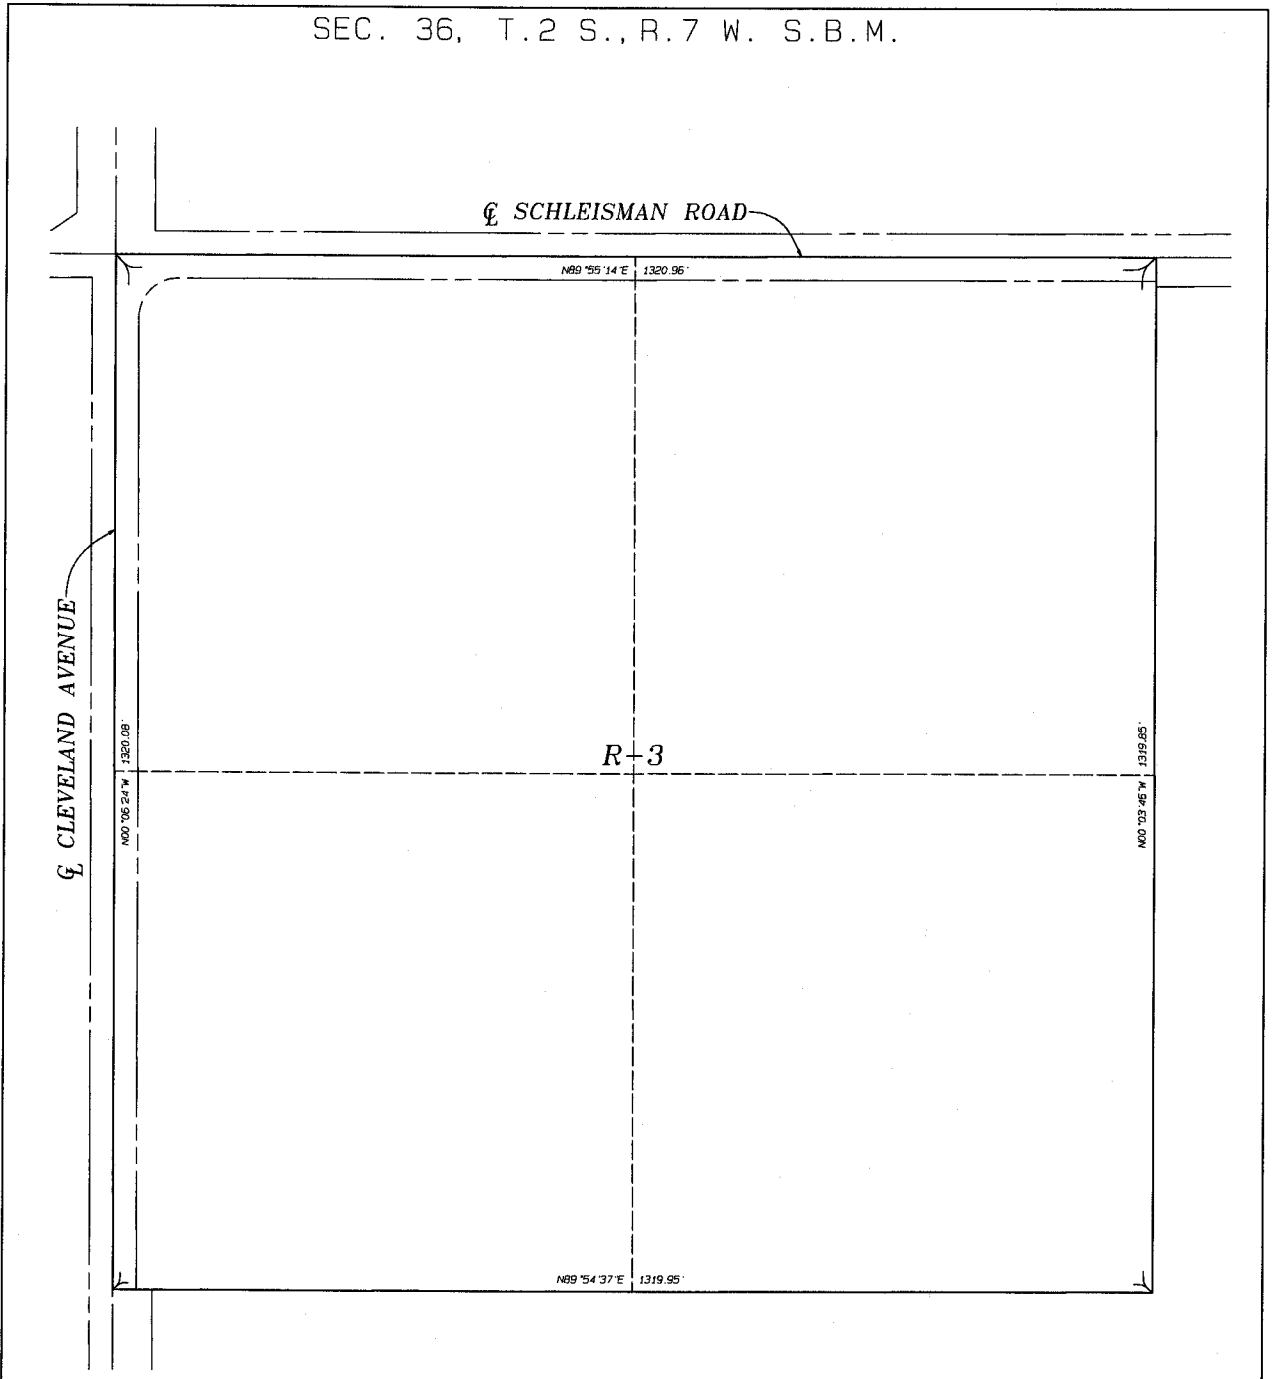 SEC. 36, T.2 S., R.7 W. S.B.M.
℄ SCHLEISMAN ROAD
N89°55'14"E 1320.96'
℄ CLEVELAND AVENUE
N00°06'24"W 1320.08'
R-3
N00°03'46"W 1319.85'
N89°54'37"E 1319.95'